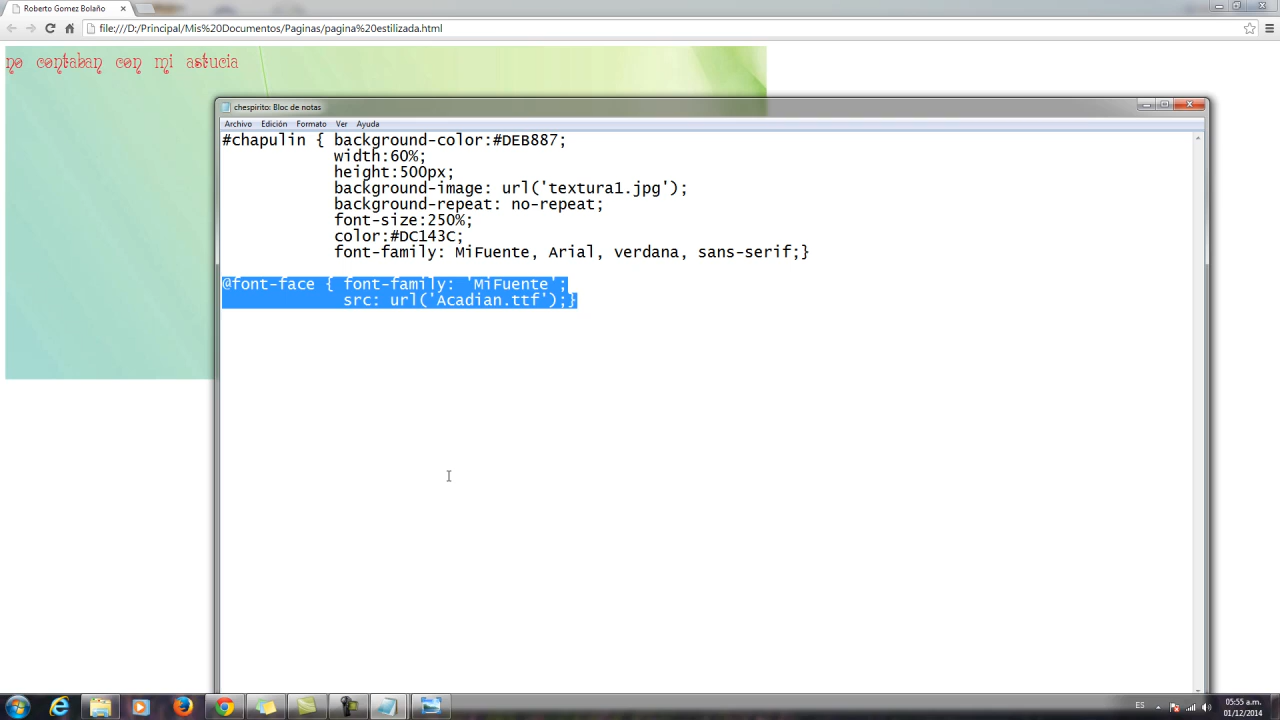 Roberto Gomez Bolaño
file:///D:/Principal/Mis%20Documentos/Paginas/pagina%20estilizada.html
no contaban con mi astucia
chespirito: Bloc de notas
Archivo Edición Formato Ver Ayuda
#chapulin { background-color:#DEB887;
width:60%;
height:500px;
background-image: url('textura1.jpg');
background-repeat: no-repeat;
font-size:250%;
color:#DC143C;
font-family: MiFuente, Arial, verdana, sans-serif;}
@font-face { font-family: 'MiFuente';
src: url('Acadian.ttf');}
ES
05:55 a.m.
01/12/2014